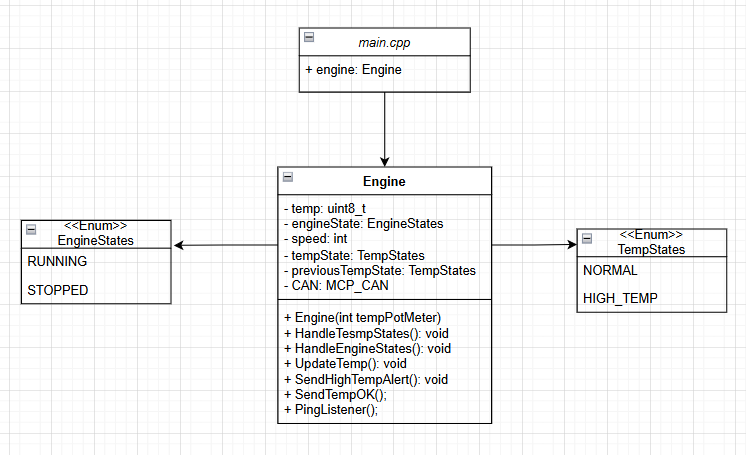 main.cpp
+ engine: Engine
Engine
- temp: uint8_t
- engineState: EngineStates
- speed: int
- tempState: TempStates
- previousTempState: TempStates
- CAN: MCP_CAN
+ Engine(int tempPotMeter)
+ HandleTesmpStates(): void
+ HandleEngineStates(): void
+ UpdateTemp(): void
+ SendHighTempAlert(): void
+ SendTempOK();
+ PingListener();
<<Enum>>
EngineStates
RUNNING
STOPPED
<<Enum>>
TempStates
NORMAL
HIGH_TEMP